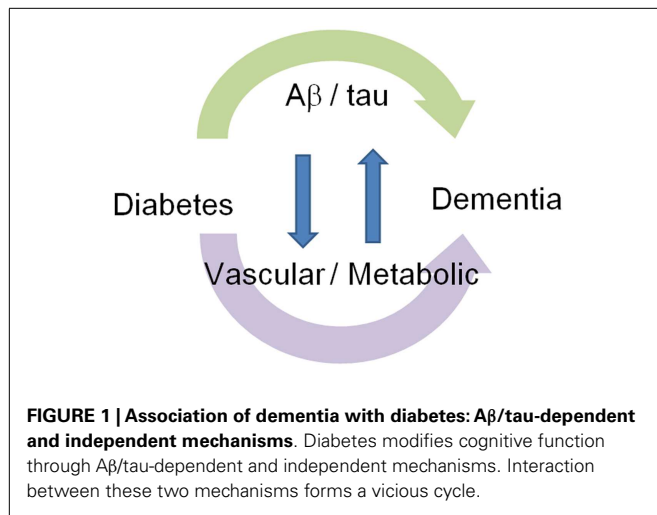 Aβ / tau
Diabetes
Dementia
Vascular / Metabolic
FIGURE 1 | Association of dementia with diabetes: Aβ/tau-dependent
and independent mechanisms. Diabetes modifies cognitive function
through Aβ/tau-dependent and independent mechanisms. Interaction
between these two mechanisms forms a vicious cycle.